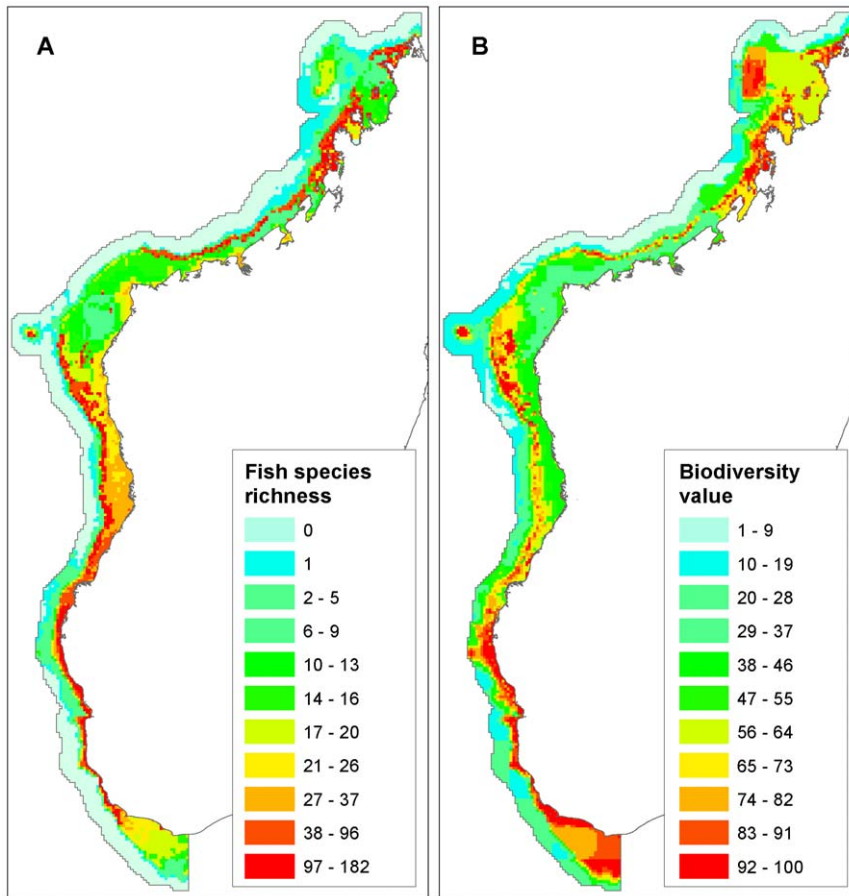 A
Fish species
richness
0
1
2 - 5
6 - 9
10 - 13
14 - 16
17 - 20
21 - 26
27 - 37
38 - 96
97 - 182
B
Biodiversity
value
1 - 9
10 - 19
20 - 28
29 - 37
38 - 46
47 - 55
56 - 64
65 - 73
74 - 82
83 - 91
92 - 100